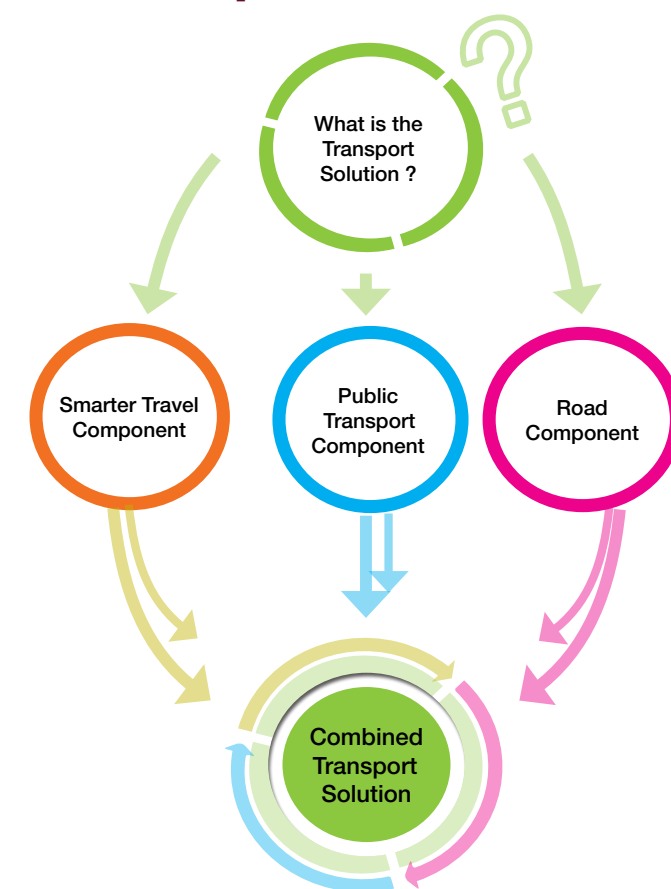 What is the
Transport
Solution ?
Smarter Travel
Component
Public
Transport
Component
Road
Component
Combined
Transport
Solution